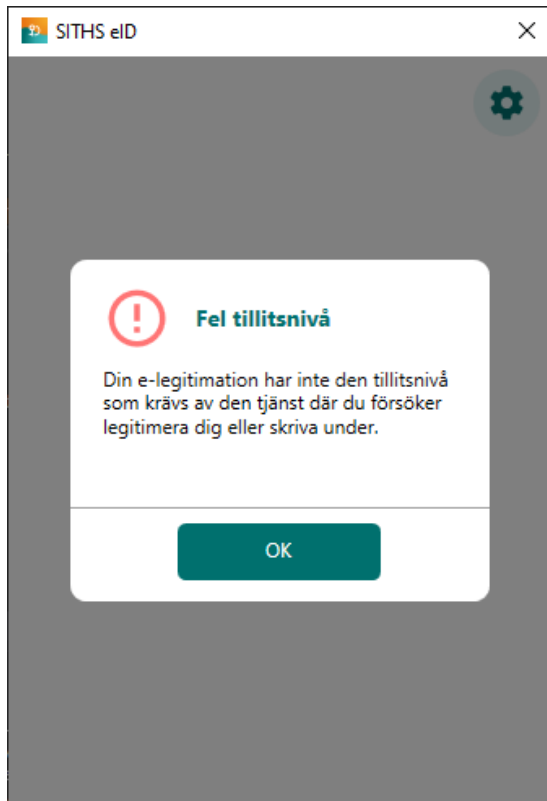 SITHS eID
Fel tillitsnivå
Din e-legitimation har inte den tillitsnivå
som krävs av den tjänst där du försöker
legitimera dig eller skriva under.
OK